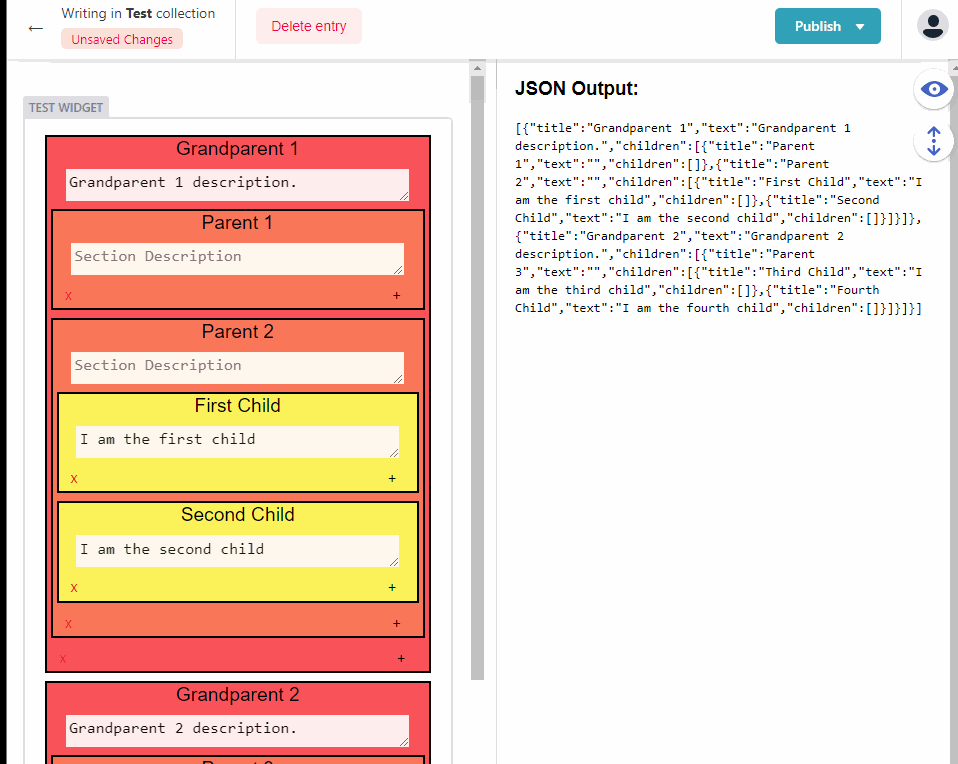 Writing in Test collection
Unsaved Changes
Delete entry
Publish
TEST WIDGET
Grandparent 1
Grandparent 1 description.
Parent 1
Section Description
x +
Parent 2
Section Description
First Child
I am the first child
x +
Second Child
I am the second child
x +
x +
x +
Grandparent 2
Grandparent 2 description.
JSON Output:
[{"title":"Grandparent 1","text":"Grandparent 1
description.","children":[{"title":"Parent
1","text":"","children":[]},{"title":"Parent
2","text":"","children":[{"title":"First Child","text":"I
am the first child","children":[]},{"title":"Second
Child","text":"I am the second child","children":[]}]}]},
{"title":"Grandparent 2","text":"Grandparent 2
description.","children":[{"title":"Parent
3","text":"","children":[{"title":"Third Child","text":"I
am the third child","children":[]},{"title":"Fourth
Child","text":"I am the fourth child","children":[]}]}]}]